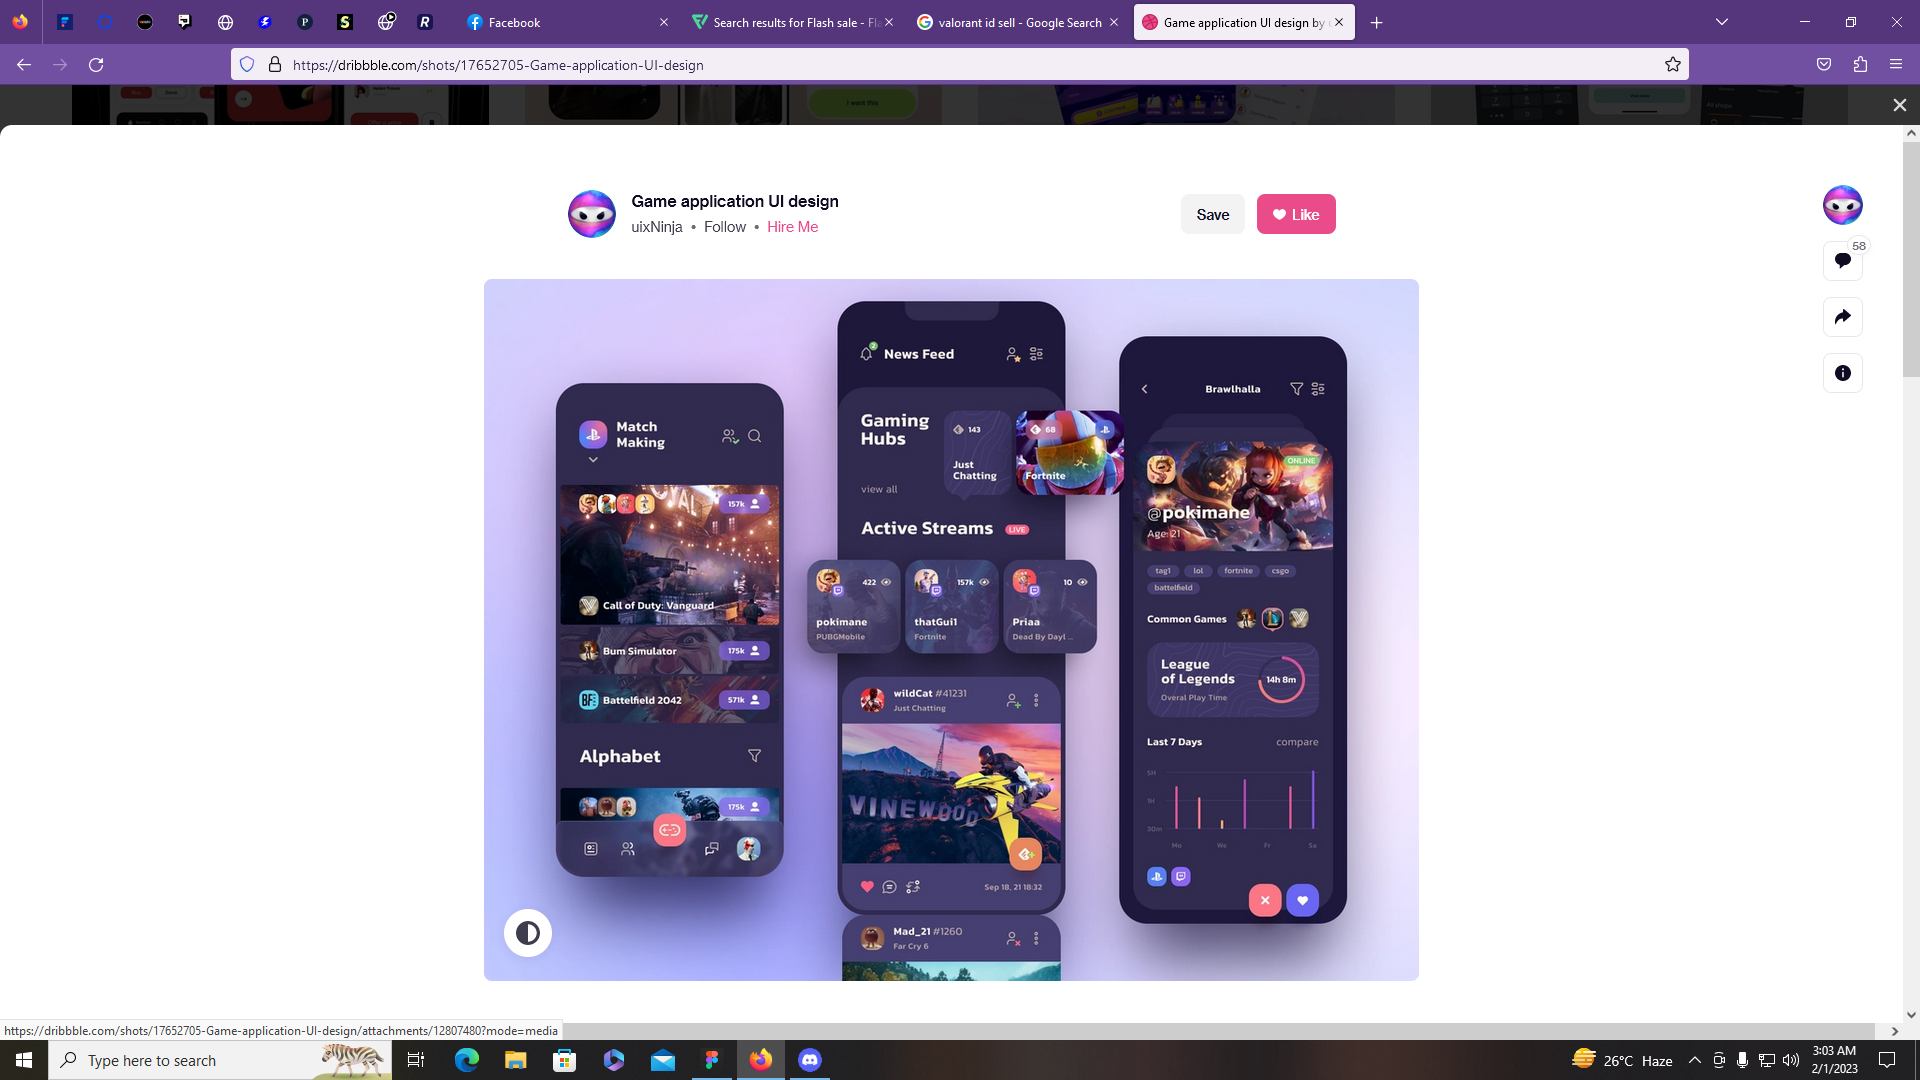 Facebook
Search results for Flash sale - Fla
valorant id sell - Google Search
Game application UI design by
https://dribbble.com/shots/17652705-Game-application-UI-design
I want this
Game application UI design
uixNinja • Follow • Hire Me
Save
Like
58
Match
Making
157k
Call of Duty: Vanguard
Bum Simulator
175k
Battelfield 2042
571k
Alphabet
175k
2
News Feed
Gaming
Hubs
view all
143
Just
Chatting
68
Fortnite
Active Streams
LIVE
422
pokimane
PUBGMobile
157k
thatGui1
Fortnite
10
Priaa
Dead By Dayl ...
wildCat #41231
Just Chatting
VINEWOOD
Sep 18, 21 18:32
Mad_21 #1260
Far Cry 6
Brawlhalla
ONLINE
@pokimane
Age: 21
tag1
lol
fortnite
csgo
battelfield
Common Games
League
of Legends
Overal Play Time
14h 8m
Last 7 Days
compare
5H
1H
30m
Mo
We
Fr
Sa
https://dribbble.com/shots/17652705-Game-application-UI-design/attachments/12807480?mode=media
Type here to search
26°C Haze
3:03 AM
2/1/2023